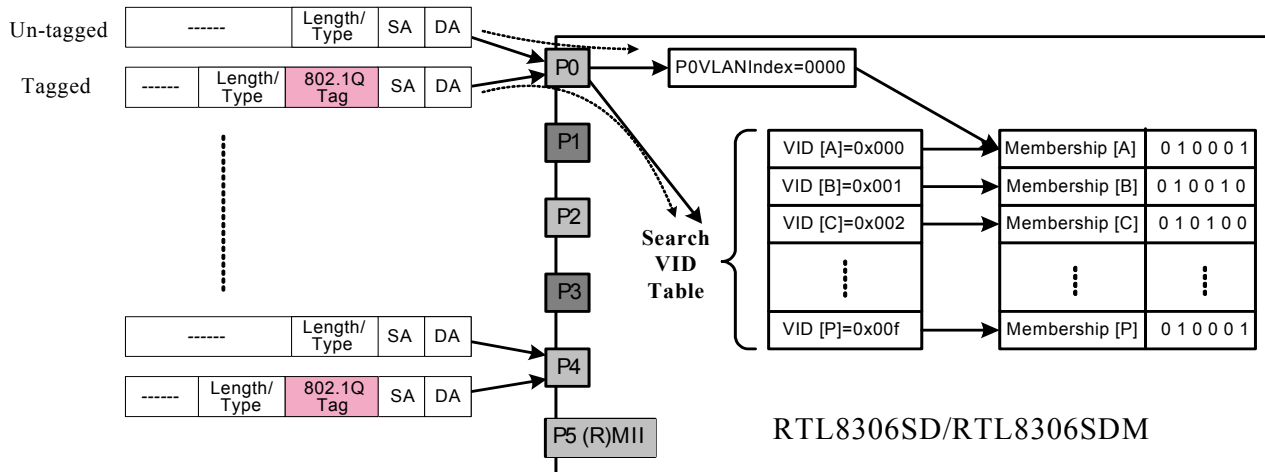 Un-tagged ------ Length/ Type SA DA
Tagged ------ Length/ Type 802.1Q Tag SA DA
P0 P0VLANIndex=0000
P1
P2
P3
P4
P5 (R)MII
Search
VID
Table
VID [A]=0x000 Membership [A] 0 1 0 0 0 1
VID [B]=0x001 Membership [B] 0 1 0 0 1 0
VID [C]=0x002 Membership [C] 0 1 0 1 0 0
VID [P]=0x00f Membership [P] 0 1 0 0 0 1
------ Length/ Type SA DA
------ Length/ Type 802.1Q Tag SA DA
RTL8306SD/RTL8306SDM